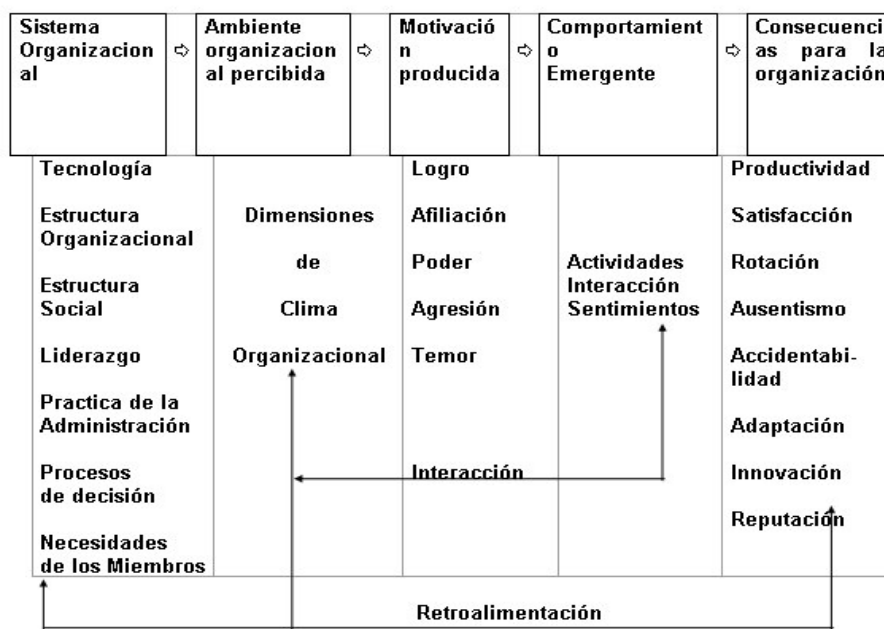 Sistema
Organizacion
al
Ambiente
organizacion
al percibida
Motivació
n
producida
Comportamient
o
Emergente
Consecuenci
as para la
organización
Tecnología
Estructura
Organizacional
Estructura
Social
Liderazgo
Practica de la
Administración
Procesos
de decisión
Necesidades
de los Miembros
Dimensiones
de
Clima
Organizacional
Logro
Afiliación
Poder
Agresión
Temor
Interacción
Actividades
Interacción
Sentimientos
Productividad
Satisfacción
Rotación
Ausentismo
Accidentabi-
lidad
Adaptación
Innovación
Reputación
Retroalimentación